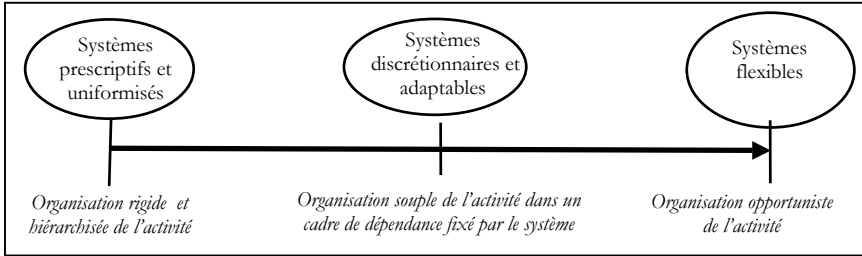 Systèmes
prescriptifs et
uniformisés
Systèmes
discrétionnaires et
adaptables
Systèmes
flexibles
Organisation rigide et
hiérarchisée de l'activité
Organisation souple de l'activité dans un
cadre de dépendance fixé par le système
Organisation opportuniste
de l'activité